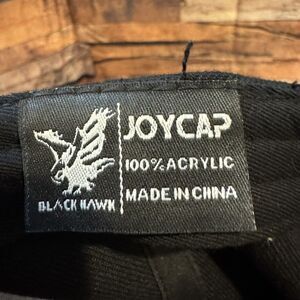 BLACK HAWK
JOYCAP
100% ACRYLIC
MADE IN CHINA